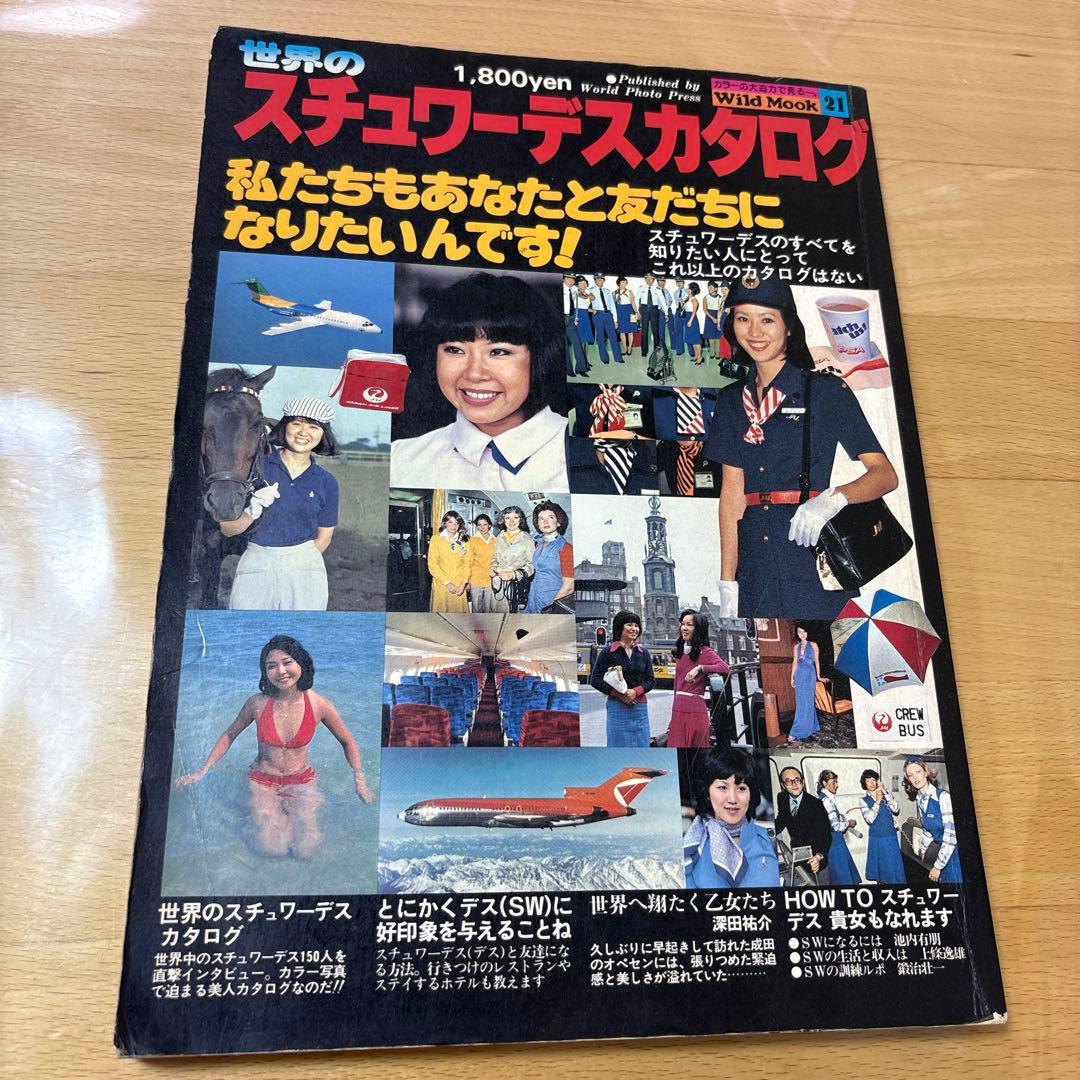 世界の
スチュワーデスカタログ
1,800yen
●Published by
World Photo Press
カラーの大迫力で見る
Wild Mook 21
私たちもあなたと友だちに
なりたいんです!
スチュワーデスのすべてを
知りたい人にとって
これ以上のカタログはない
PSA
JAPAN AIR LINES
JAL
CREW
BUS
世界のスチュワーデス
カタログ
世界中のスチュワーデス150人を
直撃インタビュー。カラー写真
で迫る美人カタログなのだ!!
とにかくデス(SW)に
好印象を与えることね
スチュワーデス(デス)と友達にな
る方法。行きつけのレストランや
ステイするホテルも教えます
世界へ翔たく乙女たち
深田祐介
久しぶりに早起きして訪れた成田
のオペセンには、張りつめた緊迫
感と美しさが溢れていた………
HOW TO スチュワー
デス 貴女もなれます
●SWになるには 池内有朋
●SWの生活と収入は 上條逸雄
●SWの訓練ルポ 鍛治壮一